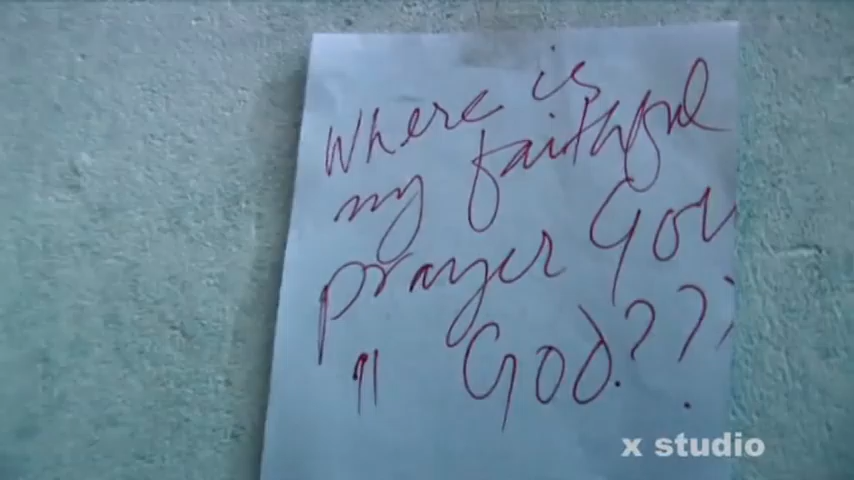 Where is
my faithful
prayer
" God.???
x studio